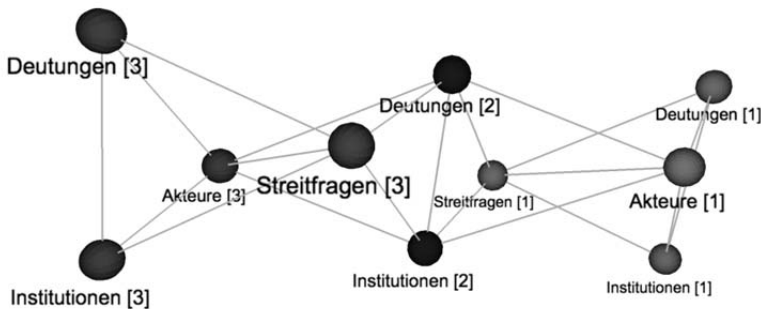 Deutungen [3]
Deutungen [2]
Deutungen [1]
Akteure [3]
Streitfragen [3]
Streitfragen [1]
Akteure [1]
Institutionen [3]
Institutionen [2]
Institutionen [1]